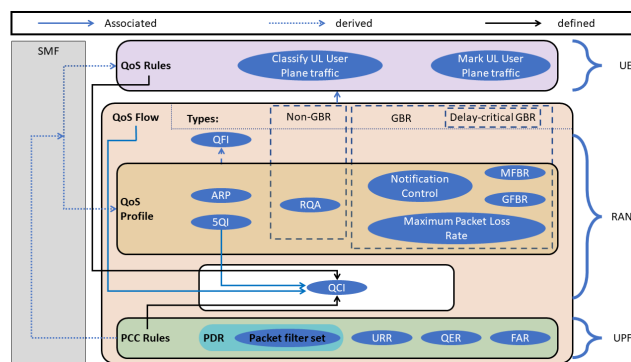 Associated
derived
defined
SMF
QoS Rules
Classify UL User
Plane traffic
Mark UL User
Plane traffic
UE
QoS Flow
Types:
Non-GBR
GBR
Delay-critical GBR
QFI
QoS
Profile
ARP
5QI
RQA
Notification
Control
MFBR
GFBR
Maximum Packet Loss
Rate
RAN
QCI
PCC Rules
PDR
Packet filter set
URR
QER
FAR
UPF